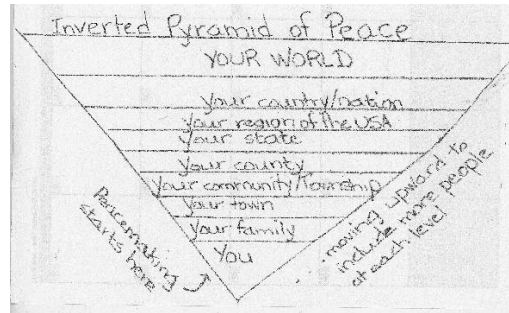 Inverted Pyramid of Peace
YOUR WORLD
your country/nation
your region of the USA
your state
your county
your community/Township
your town
your family
You
Peacemaking
starts here
moving upward to
include more people
at each level